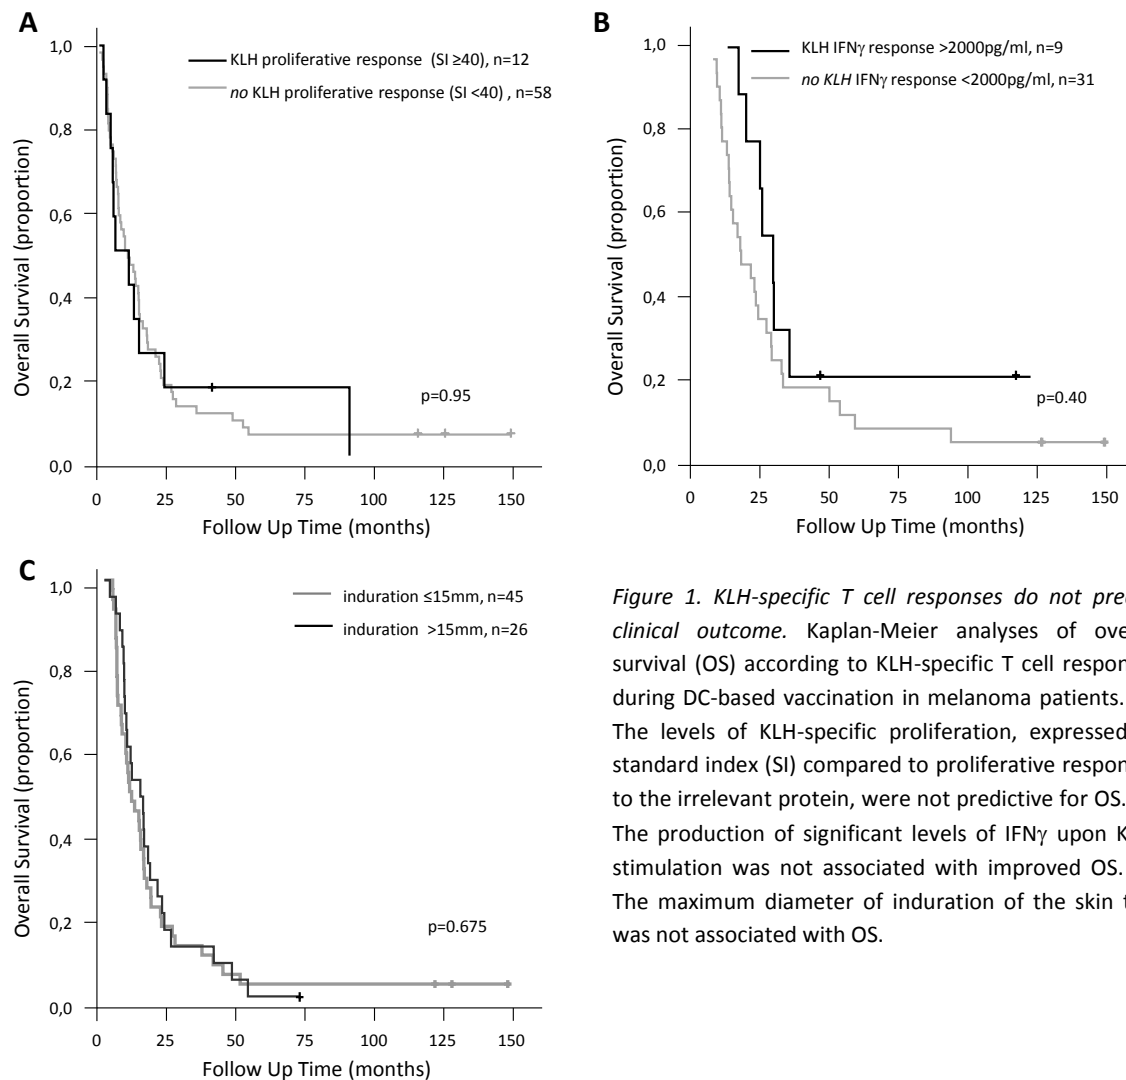 A
1,0
0,8
0,6
0,4
0,2
0,0
Overall Survival (proportion)
KLH proliferative response (SI ≥40), n=12
no KLH proliferative response (SI <40) , n=58
p=0.95
0 25 50 75 100 125 150
Follow Up Time (months)
B
1,0
0,8
0,6
0,4
0,2
0,0
Overall Survival (proportion)
KLH IFNγ response >2000pg/ml, n=9
no KLH IFNγ response <2000pg/ml, n=31
p=0.40
0 25 50 75 100 125 150
Follow Up Time (months)
C
1,0
0,8
0,6
0,4
0,2
0,0
Overall Survival (proportion)
induration ≤15mm, n=45
induration >15mm, n=26
p=0.675
0 25 50 75 100 125 150
Follow Up Time (months)
Figure 1. KLH-specific T cell responses do not
clinical outcome. Kaplan-Meier analyses of
survival (OS) according to KLH-specific T cell
during DC-based vaccination in melanoma patients.
The levels of KLH-specific proliferation, expressed
standard index (SI) compared to proliferative
to the irrelevant protein, were not predictive for OS.
The production of significant levels of IFNγ upon
stimulation was not associated with improved OS.
The maximum diameter of induration of the skin
was not associated with OS.